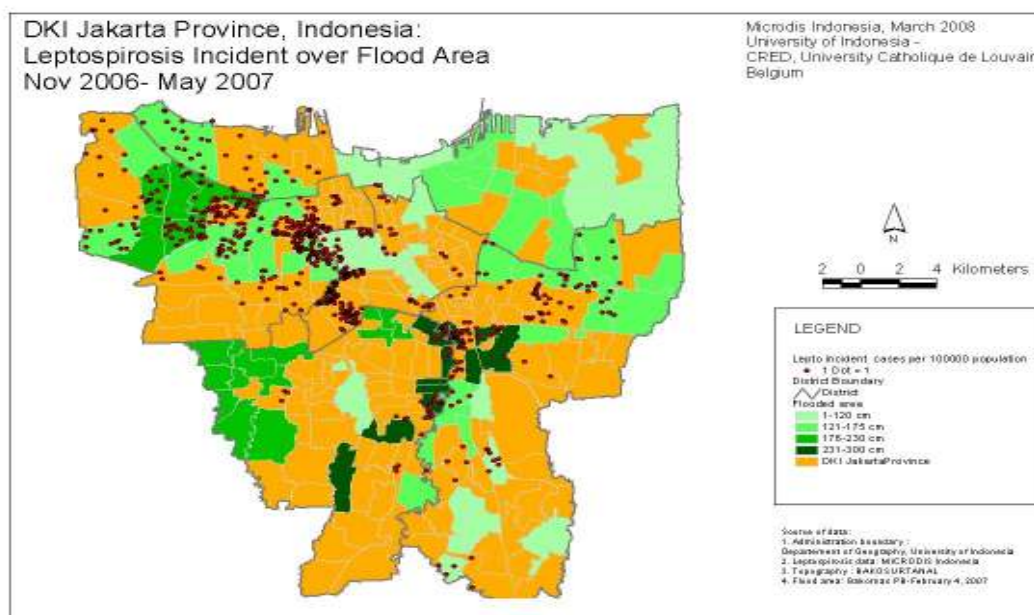 DKI Jakarta Province, Indonesia:
Leptospirosis Incident over Flood Area
Nov 2006- May 2007
Microdis Indonesia, March 2008
University of Indonesia -
CRED, University Catholique de Louvain
Belgium
N
2 0 2 4 Kilometers
LEGEND
Lepto Incident cases per 100000 population
1 Dot = 1
District Boundary
District
Flooded area
1-120 cm
121-175 cm
176-230 cm
231-300 cm
DKI JakartaProvince
Source of data:
1. Administration boundary :
Departement of Geography, University of Indonesia
2. Leptospirosis data: MICRODIS Indonesia
3. Topography : BAKOSURTANAL
4. Flood area: Bakornas PB-February 4, 2007